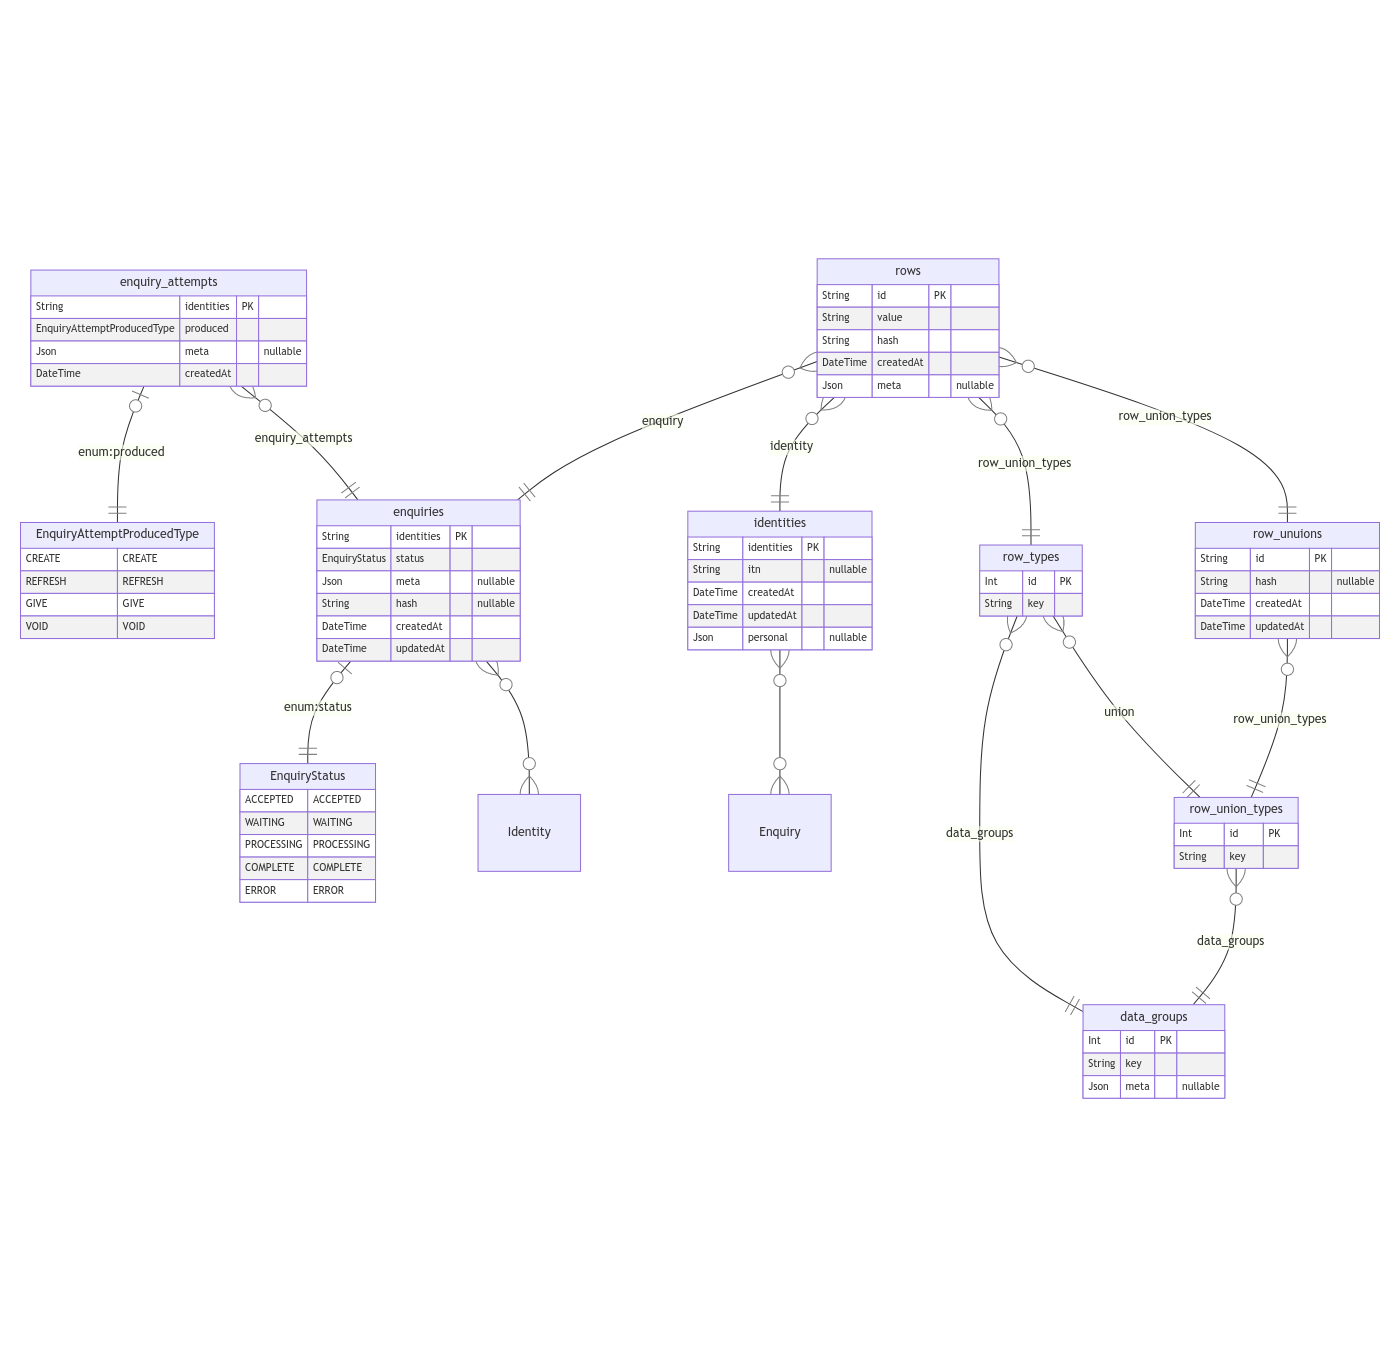 rows
String id PK
String value
String hash
DateTime createdAt
Json meta nullable
enquiry_attempts
String identities PK
EnquiryAttemptProducedType produced
Json meta nullable
DateTime createdAt
enum:produced
enquiry_attempts
enquiry
identity
row_union_types
row_union_types
EnquiryAttemptProducedType
CREATE CREATE
REFRESH REFRESH
GIVE GIVE
VOID VOID
enquiries
String identities PK
EnquiryStatus status
Json meta nullable
String hash nullable
DateTime createdAt
DateTime updatedAt
identities
String identities PK
String itn nullable
DateTime createdAt
DateTime updatedAt
Json personal nullable
row_types
Int id PK
String key
row_unuions
String id PK
String hash nullable
DateTime createdAt
DateTime updatedAt
enum:status
union
row_union_types
EnquiryStatus
ACCEPTED ACCEPTED
WAITING WAITING
PROCESSING PROCESSING
COMPLETE COMPLETE
ERROR ERROR
Identity
Enquiry
data_groups
row_union_types
Int id PK
String key
data_groups
data_groups
Int id PK
String key
Json meta nullable